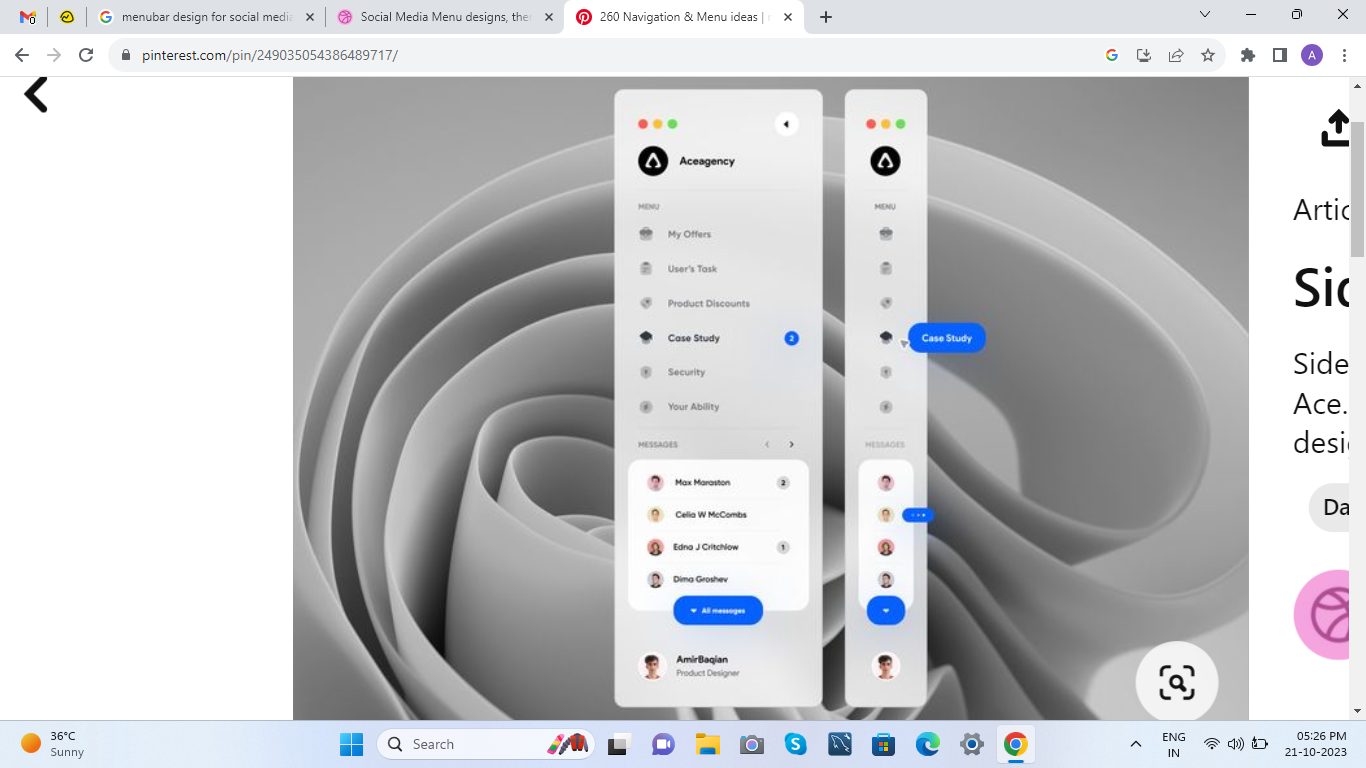 menubar design for social media
Social Media Menu designs, the
260 Navigation & Menu ideas |
pinterest.com/pin/249035054386489717/
A
Aceagency
MENU
My Offers
User's Task
Product Discounts
Case Study
2
Security
Your Ability
MESSAGES
Max Maraston
2
Celia W McCombs
Edna J Critchlow
1
Dima Groshev
All messages
AmirBaqian
Product Designer
MENU
Case Study
MESSAGES
Artic
Sid
Side
Ace.
desi
Da
36°C
Sunny
Search
ENG
IN
05:26 PM
21-10-2023